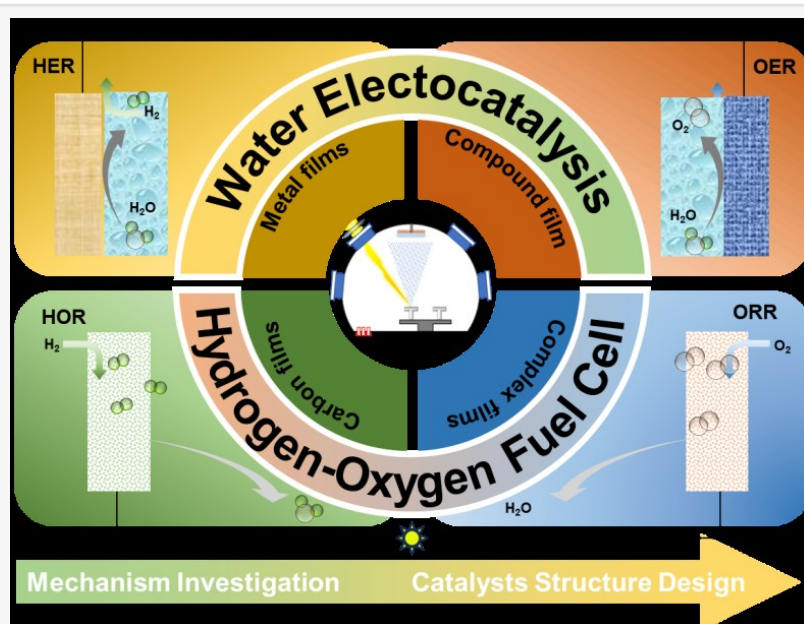 HER
H₂
H₂O
OER
O₂
H₂O
Water Electocatalysis
Metal films
Compound film
HOR
H₂
ORR
O₂
Carbon films
Complex films
Hydrogen-Oxygen Fuel Cell
H₂O
Mechanism Investigation
Catalysts Structure Design